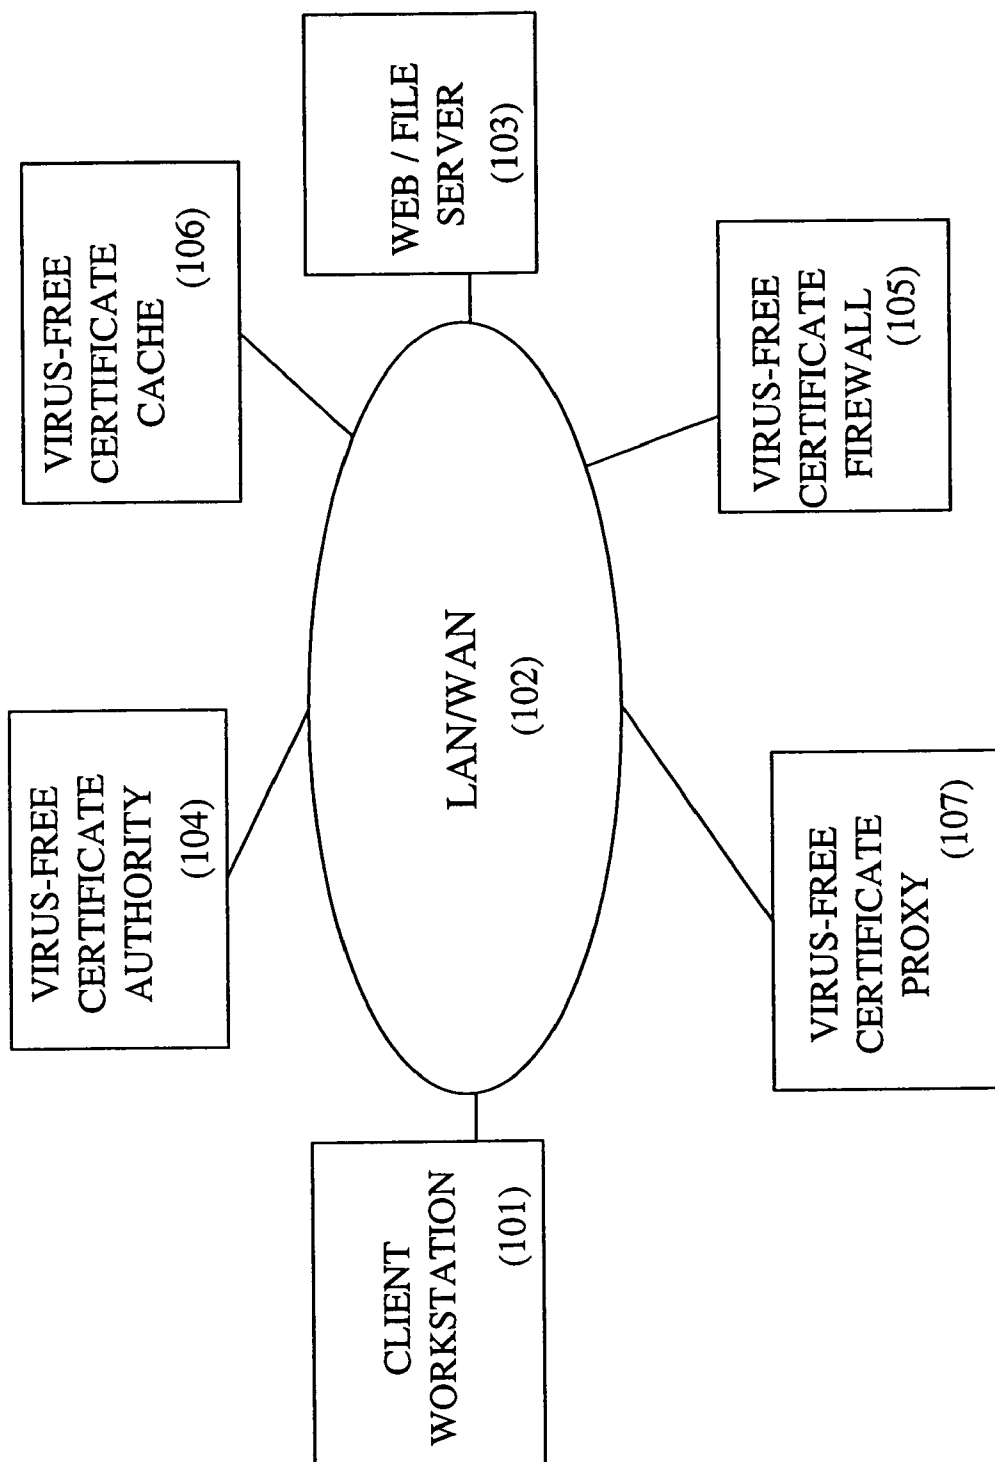 VIRUS-FREE
CERTIFICATE
AUTHORITY
(104)
VIRUS-FREE
CERTIFICATE
CACHE
(106)
CLIENT
WORKSTATION
(101)
LAN/WAN
(102)
WEB / FILE
SERVER
(103)
VIRUS-FREE
CERTIFICATE
PROXY
(107)
VIRUS-FREE
CERTIFICATE
FIREWALL
(105)